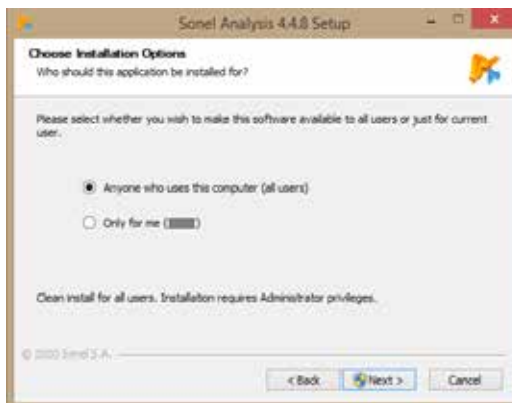 Sonel Analysis 4.4.8 Setup
Choose Installation Options
Who should this application be installed for?
Please select whether you wish to make this software available to all users or just for current
user.
Anyone who uses this computer (all users)
Only for me (
)
Clean install for all users. Installation requires Administrator privileges.
Sonel S.A.
< Back
Next >
Cancel